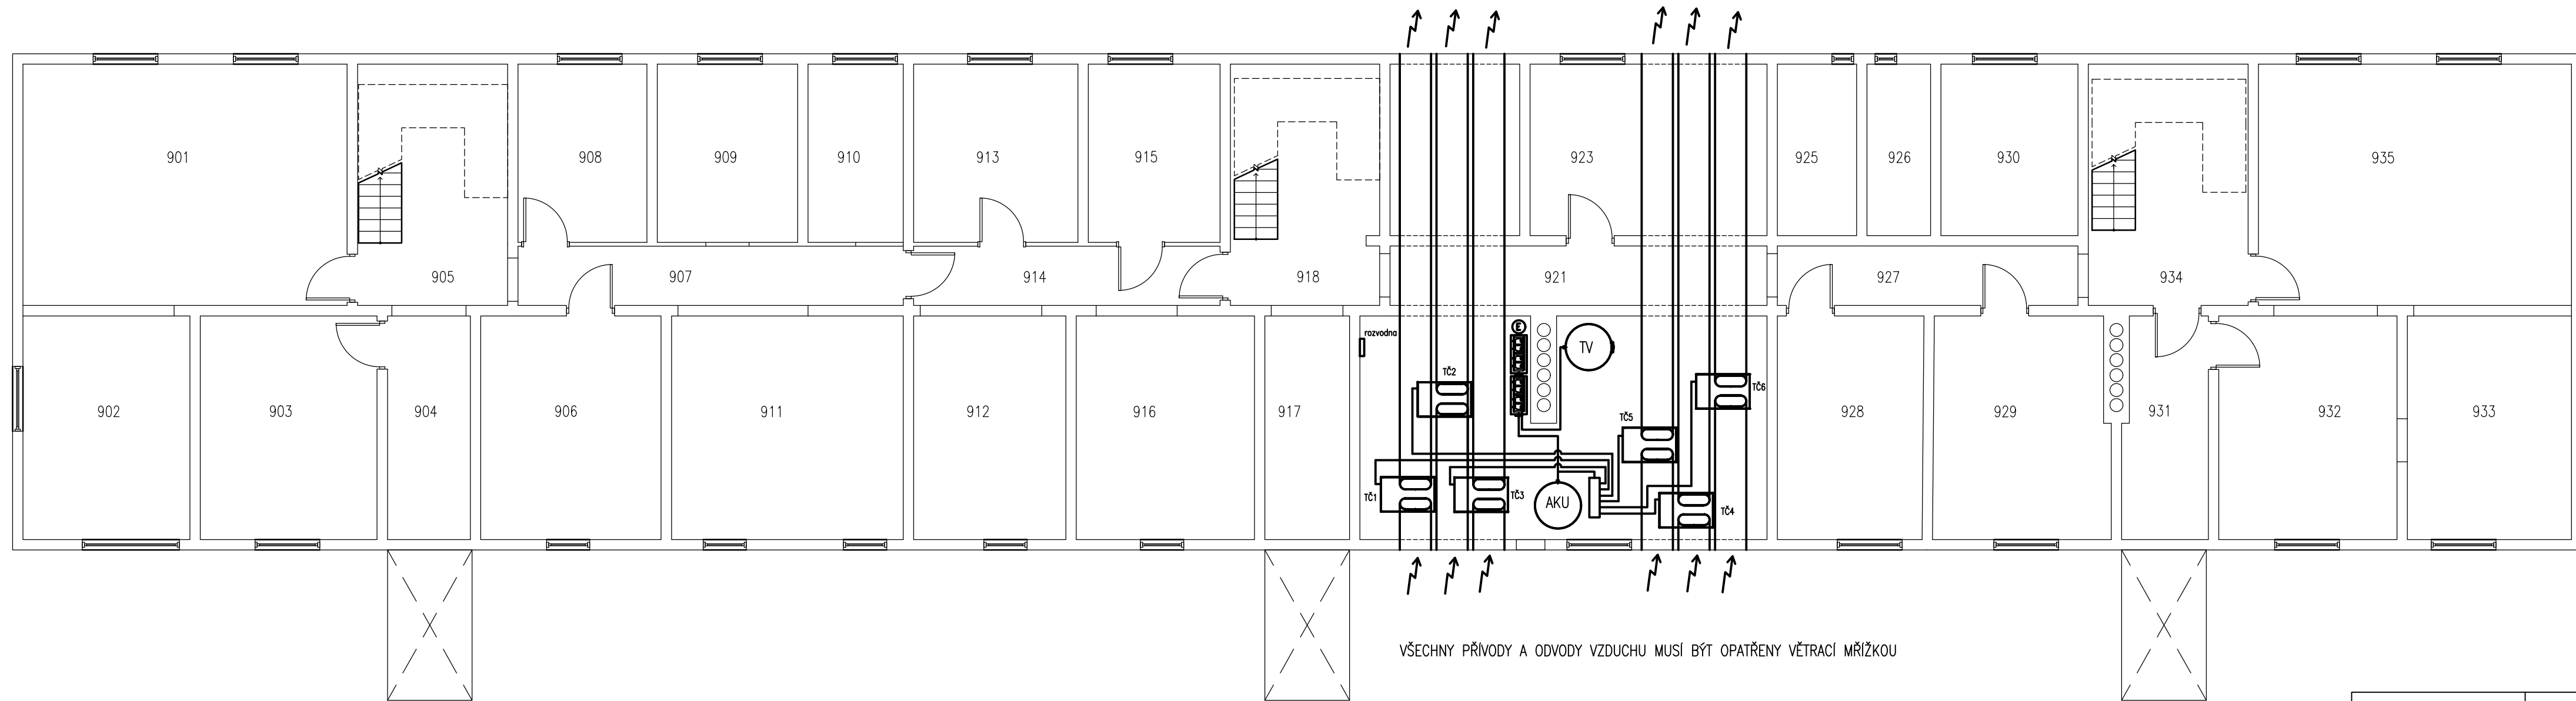 901
908
909
910
913
915
923
925
926
930
935
905
907
914
918
921
927
934
rozvodna
E
TV
TČ2
TČ6
TČ5
902
903
904
906
911
912
916
917
928
929
931
932
933
TČ1
TČ3
AKU
TČ4
VŠECHNY PŘÍVODY A ODVODY VZDUCHU MUSÍ BÝT OPATŘENY VĚTRACÍ MŘÍŽKOU